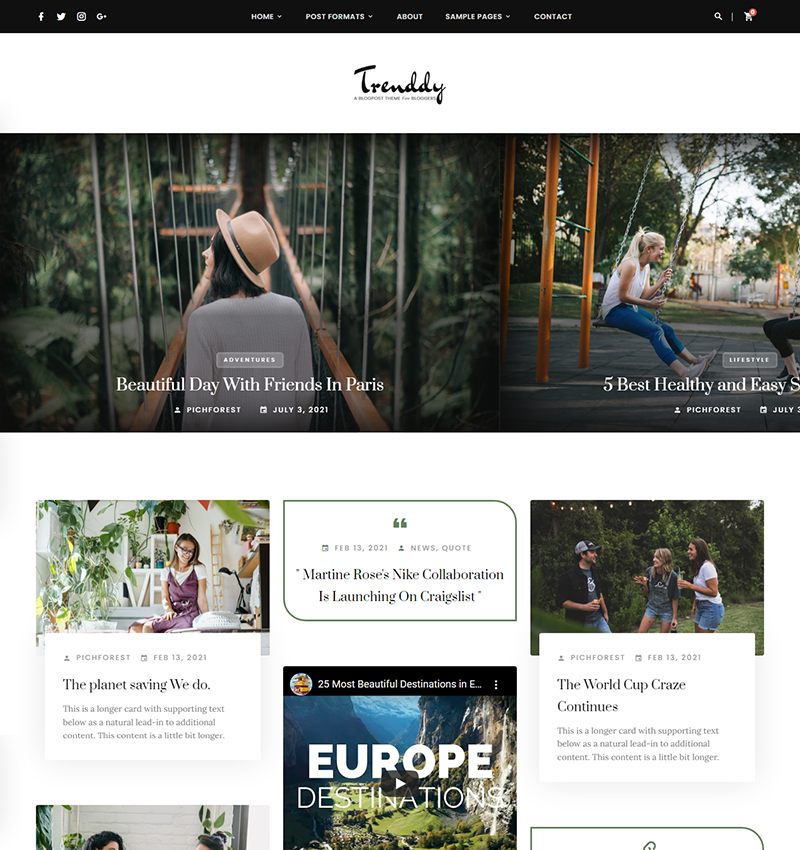 HOME POST FORMATS ABOUT SAMPLE PAGES CONTACT
0
Trenddy
A BLOGPOST THEME For BLOGGERS
ADVENTURES
Beautiful Day With Friends In Paris
PICHFOREST JULY 3, 2021
LIFESTYLE
5 Best Healthy and Easy S
PICHFOREST JULY 3
PICHFOREST FEB 13, 2021
The planet saving We do.
This is a longer card with supporting text
below as a natural lead-in to additional
content. This content is a little bit longer.
FEB 13, 2021 NEWS, QUOTE
" Martine Rose's Nike Collaboration
Is Launching On Craigslist "
25 Most Beautiful Destinations in E...
EUROPE
DESTINATIONS
PICHFOREST FEB 13, 2021
The World Cup Craze
Continues
This is a longer card with supporting text
below as a natural lead-in to additional
content. This content is a little bit longer.